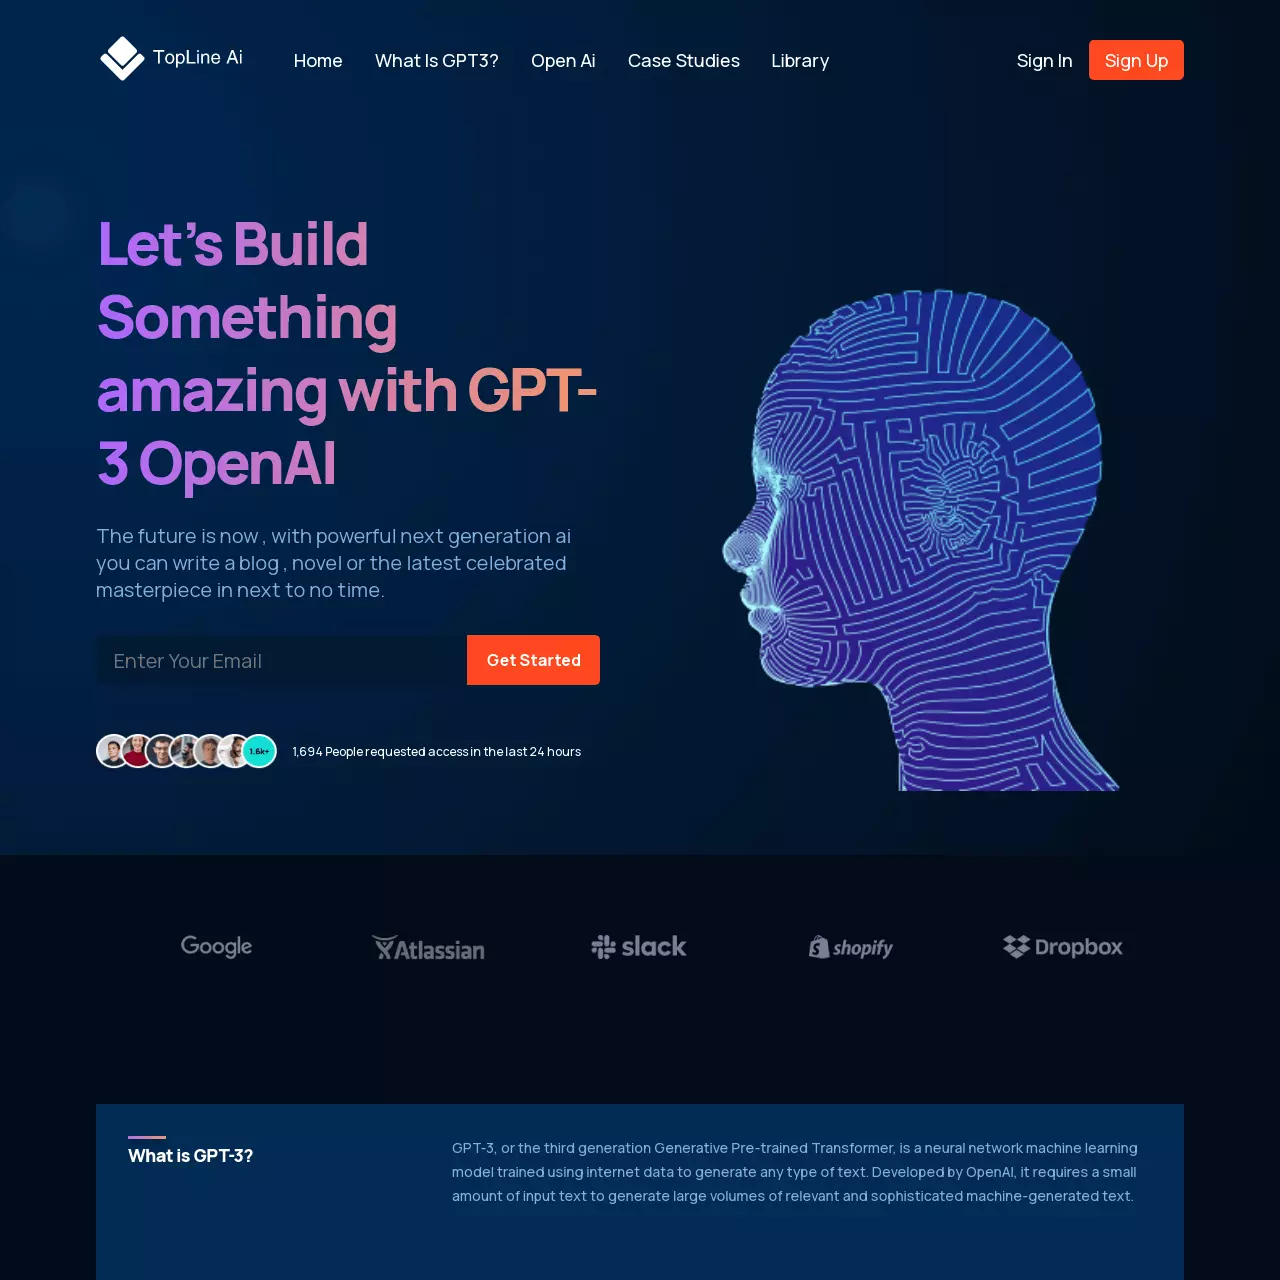 TopLine Ai
Home What Is GPT3? Open Ai Case Studies Library Sign In Sign Up
Let's Build
Something
amazing with GPT-
3 OpenAI
The future is now , with powerful next generation ai
you can write a blog , novel or the latest celebrated
masterpiece in next to no time.
Enter Your Email Get Started
1.6k+ 1,694 People requested access in the last 24 hours
Google Atlassian slack shopify Dropbox
What is GPT-3?
GPT-3, or the third generation Generative Pre-trained Transformer, is a neural network machine learning
model trained using internet data to generate any type of text. Developed by OpenAI, it requires a small
amount of input text to generate large volumes of relevant and sophisticated machine-generated text.